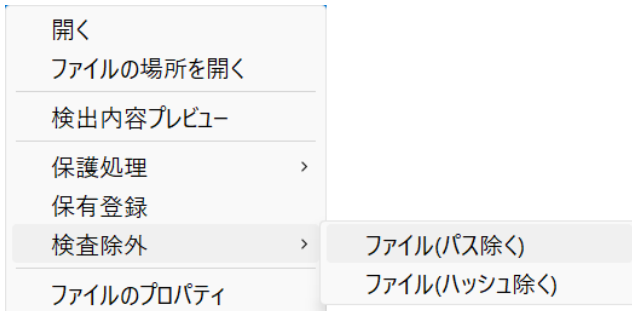 開く
ファイルの場所を開く
検出内容プレビュー
保護処理
保有登録
検査除外
ファイル(パス除く)
ファイル(ハッシュ除く)
ファイルのプロパティ